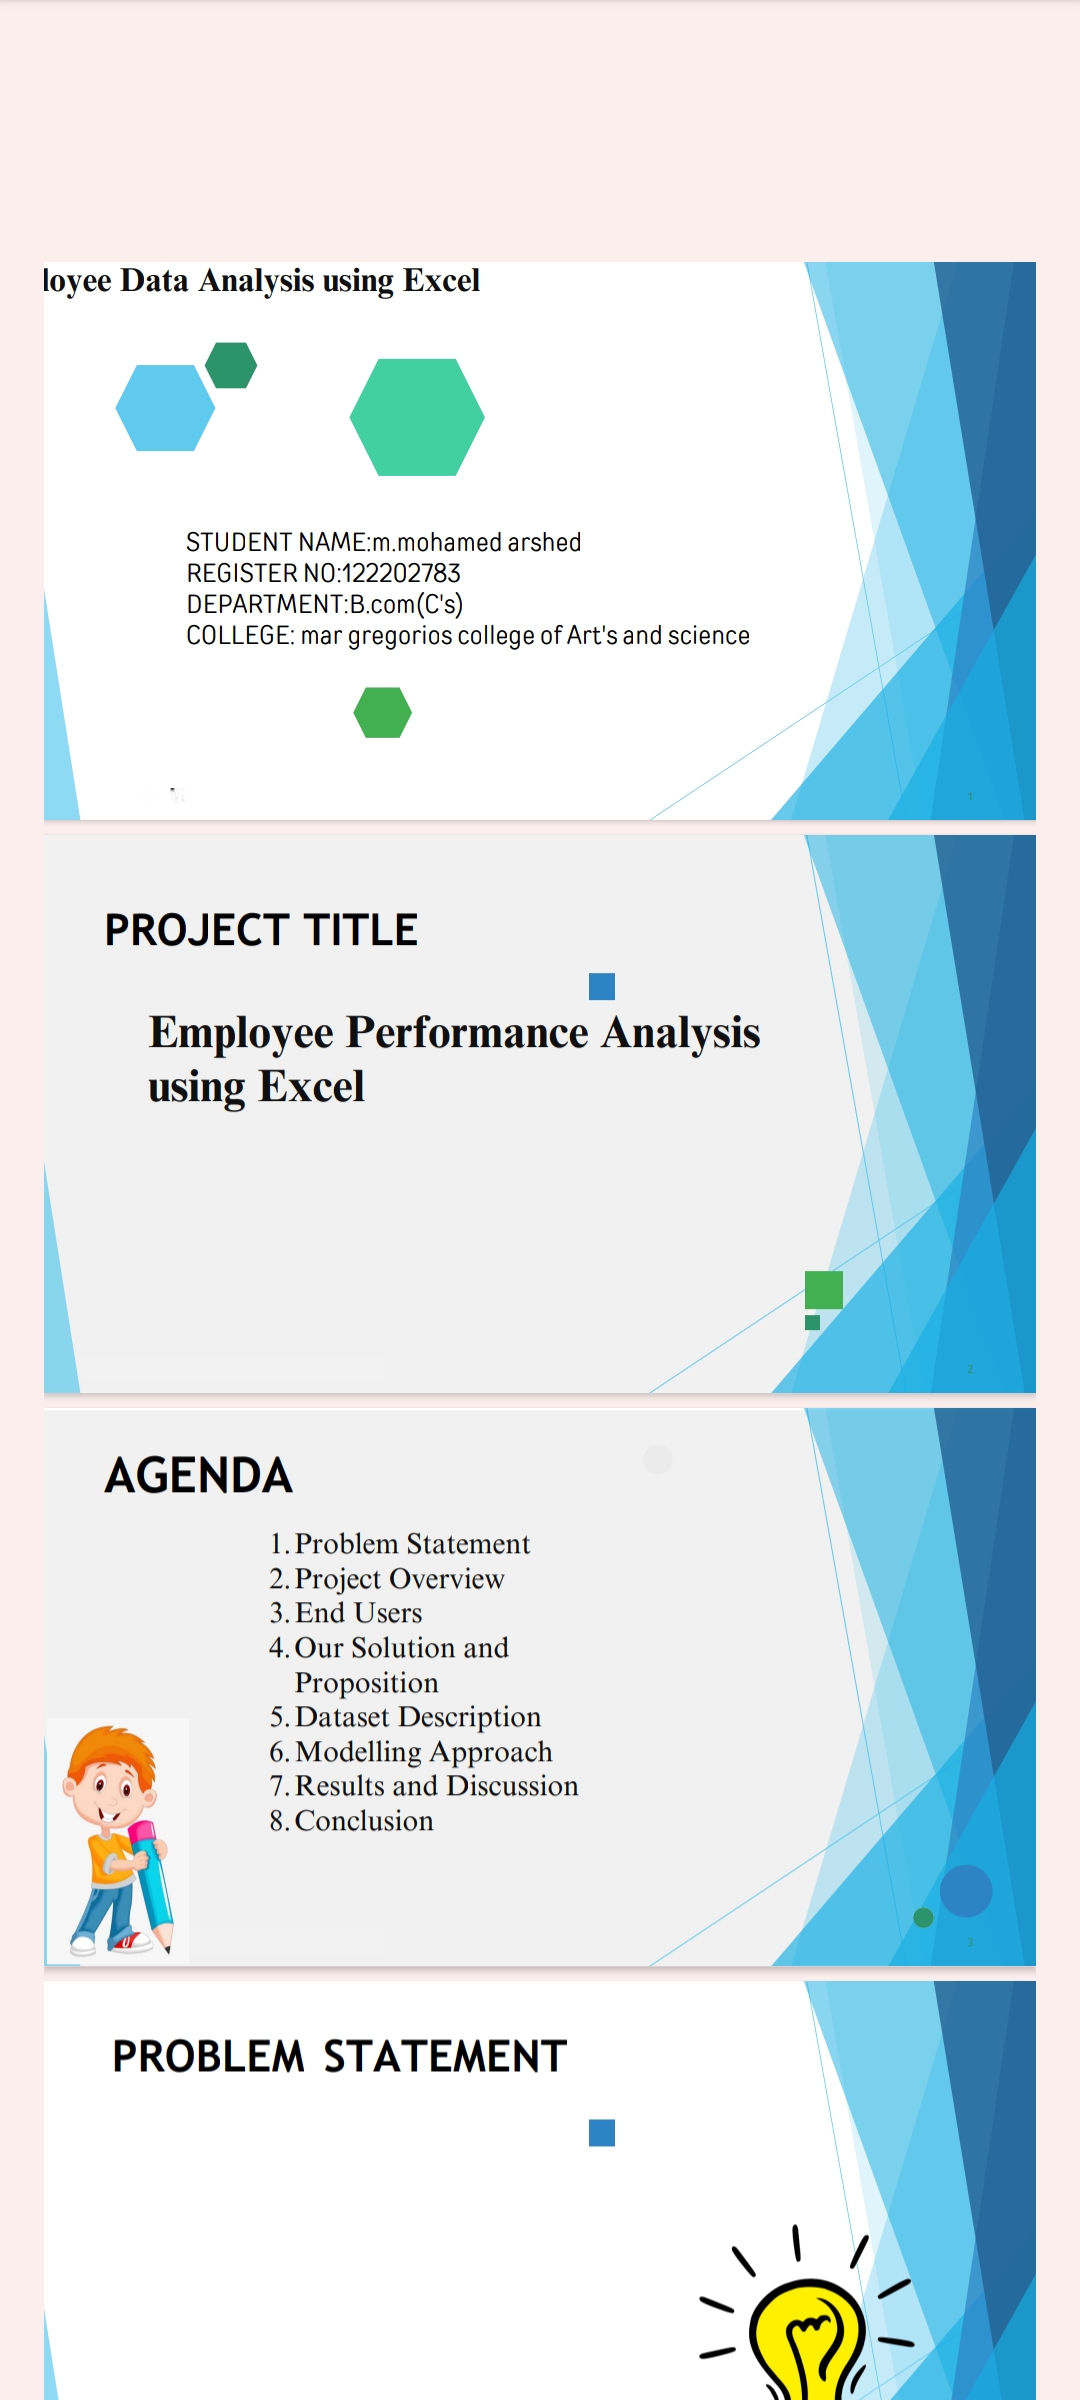 loyee Data Analysis using Excel
STUDENT NAME:m.mohamed arshed
REGISTER NO:122202783
DEPARTMENT:B.com(C's)
COLLEGE: mar gregorios college of Art's and science
1
PROJECT TITLE
Employee Performance Analysis
using Excel
2
AGENDA
1. Problem Statement
2. Project Overview
3. End Users
4. Our Solution and
Proposition
5. Dataset Description
6. Modelling Approach
7. Results and Discussion
8. Conclusion
3
PROBLEM STATEMENT